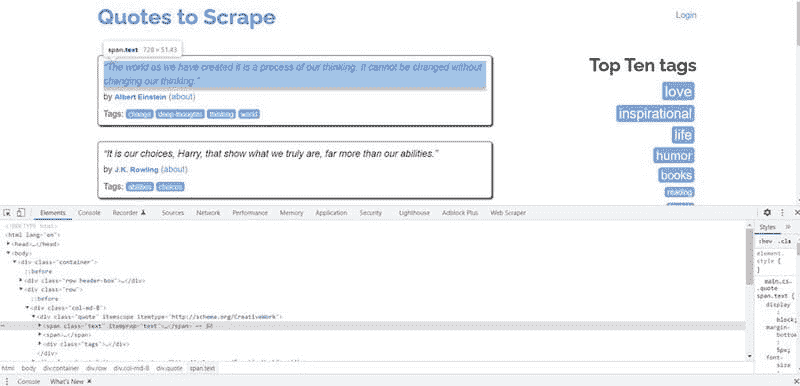 Quotes to Scrape
Login
span.text 728 × 51.43
“The world as we have created it is a process of our thinking. It cannot be changed without
changing our thinking.”
by Albert Einstein (about)
Tags: change deep-thoughts thinking world
“It is our choices, Harry, that show what we truly are, far more than our abilities.”
by J.K. Rowling (about)
Tags: abilities choices
Top Ten tags
love
inspirational
life
humor
books
reading
Elements Console Recorder Sources Network Performance Memory Application Security Lighthouse Adblock Plus Web Scraper
<!DOCTYPE html>
<html lang="en">
▶<head>…</head>
▼<body>
▼<div class="container">
::before
▶<div class="row header-box">…</div>
▼<div class="row">
::before
▼<div class="col-md-8">
▼<div class="quote" itemscope itemtype="http://schema.org/CreativeWork">
▶<span class="text" itemprop="text">…</span> == $0
▶<span>…</span>
▶<div class="tags">…</div>
</div>
html body div.container div.row div.col-md-8 div.quote span.text
Styles »
:hov .cls
element.
style {
}
main.cs…
.quote
span.text {
display
: block;
margin-
bottom:
5px;
font-
size:
Console What's New ×